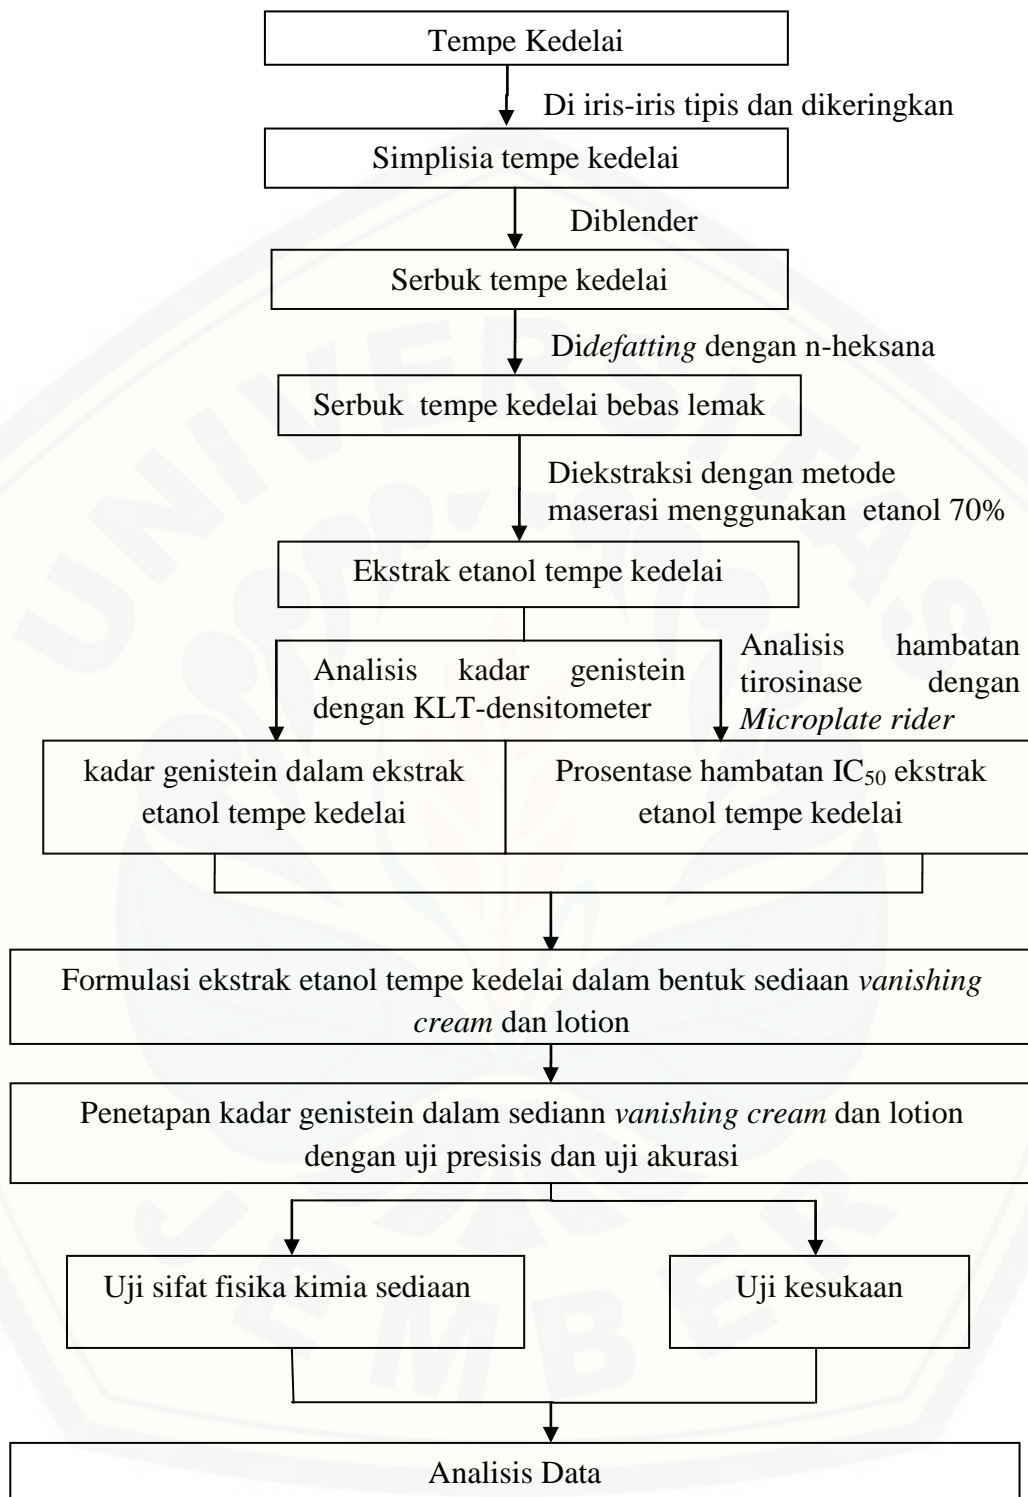 Tempe Kedelai
Di iris-iris tipis dan dikeringkan
Simplisia tempe kedelai
Diblender
Serbuk tempe kedelai
Didefatting dengan n-heksana
Serbuk tempe kedelai bebas lemak
Diekstraksi dengan metode
maserasi menggunakan etanol 70%
Ekstrak etanol tempe kedelai
Analisis kadar genistein
dengan KLT-densitometer
Analisis hambatan
tirosinase dengan
Microplate rider
kadar genistein dalam ekstrak
etanol tempe kedelai
Prosentase hambatan IC50 ekstrak
etanol tempe kedelai
Formulasi ekstrak etanol tempe kedelai dalam bentuk sediaan vanishing
cream dan lotion
Penetapan kadar genistein dalam sediann vanishing cream dan lotion
dengan uji presisis dan uji akurasi
Uji sifat fisika kimia sediaan
Uji kesukaan
Analisis Data
UNIVERSITAS
JEMBER